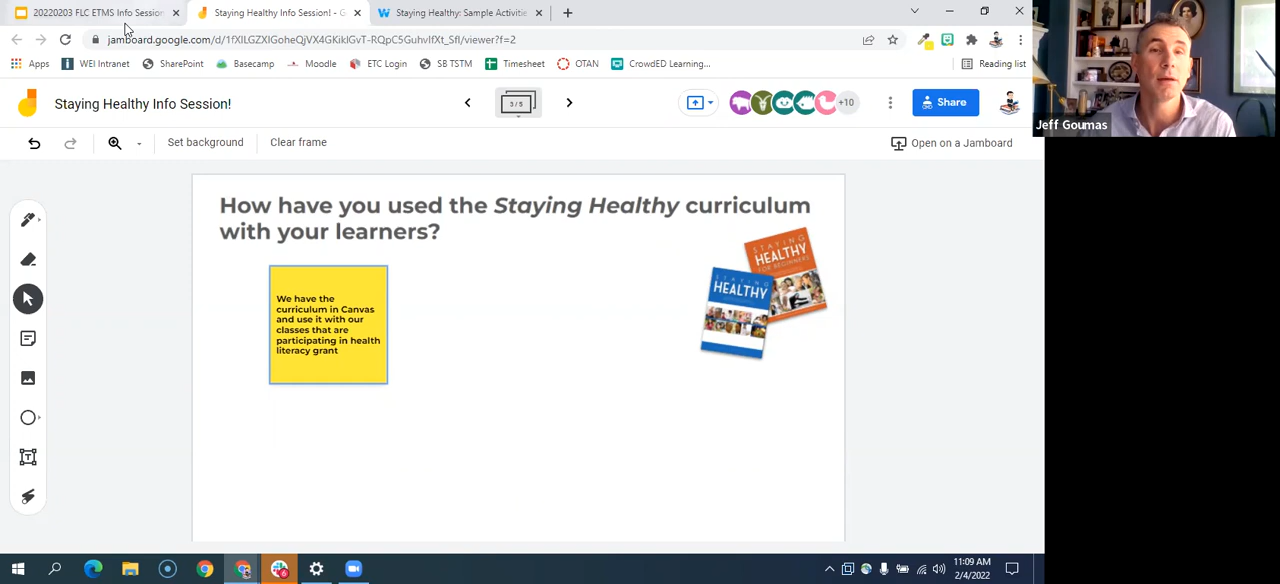 20220203 FLC ETMS Info Session
Staying Healthy Info Session! - G
Staying Healthy: Sample Activitie
jamboard.google.com/d/
viewer?f=2
Apps
WEI Intranet
SharePoint
Basecamp
Moodle
ETC Login
SB TSTM
Timesheet
OTAN
CrowdED Learning...
Reading list
Staying Healthy Info Session!
3 / 5
+10
Share
Set background
Clear frame
Open on a Jamboard
How have you used the Staying Healthy curriculum
with your learners?
We have the
curriculum in Canvas
and use it with our
classes that are
participating in health
literacy grant
STAYING
HEALTHY
FOR BEGINNERS
STAYING
HEALTHY
Jeff Goumas
11:09 AM
2/4/2022